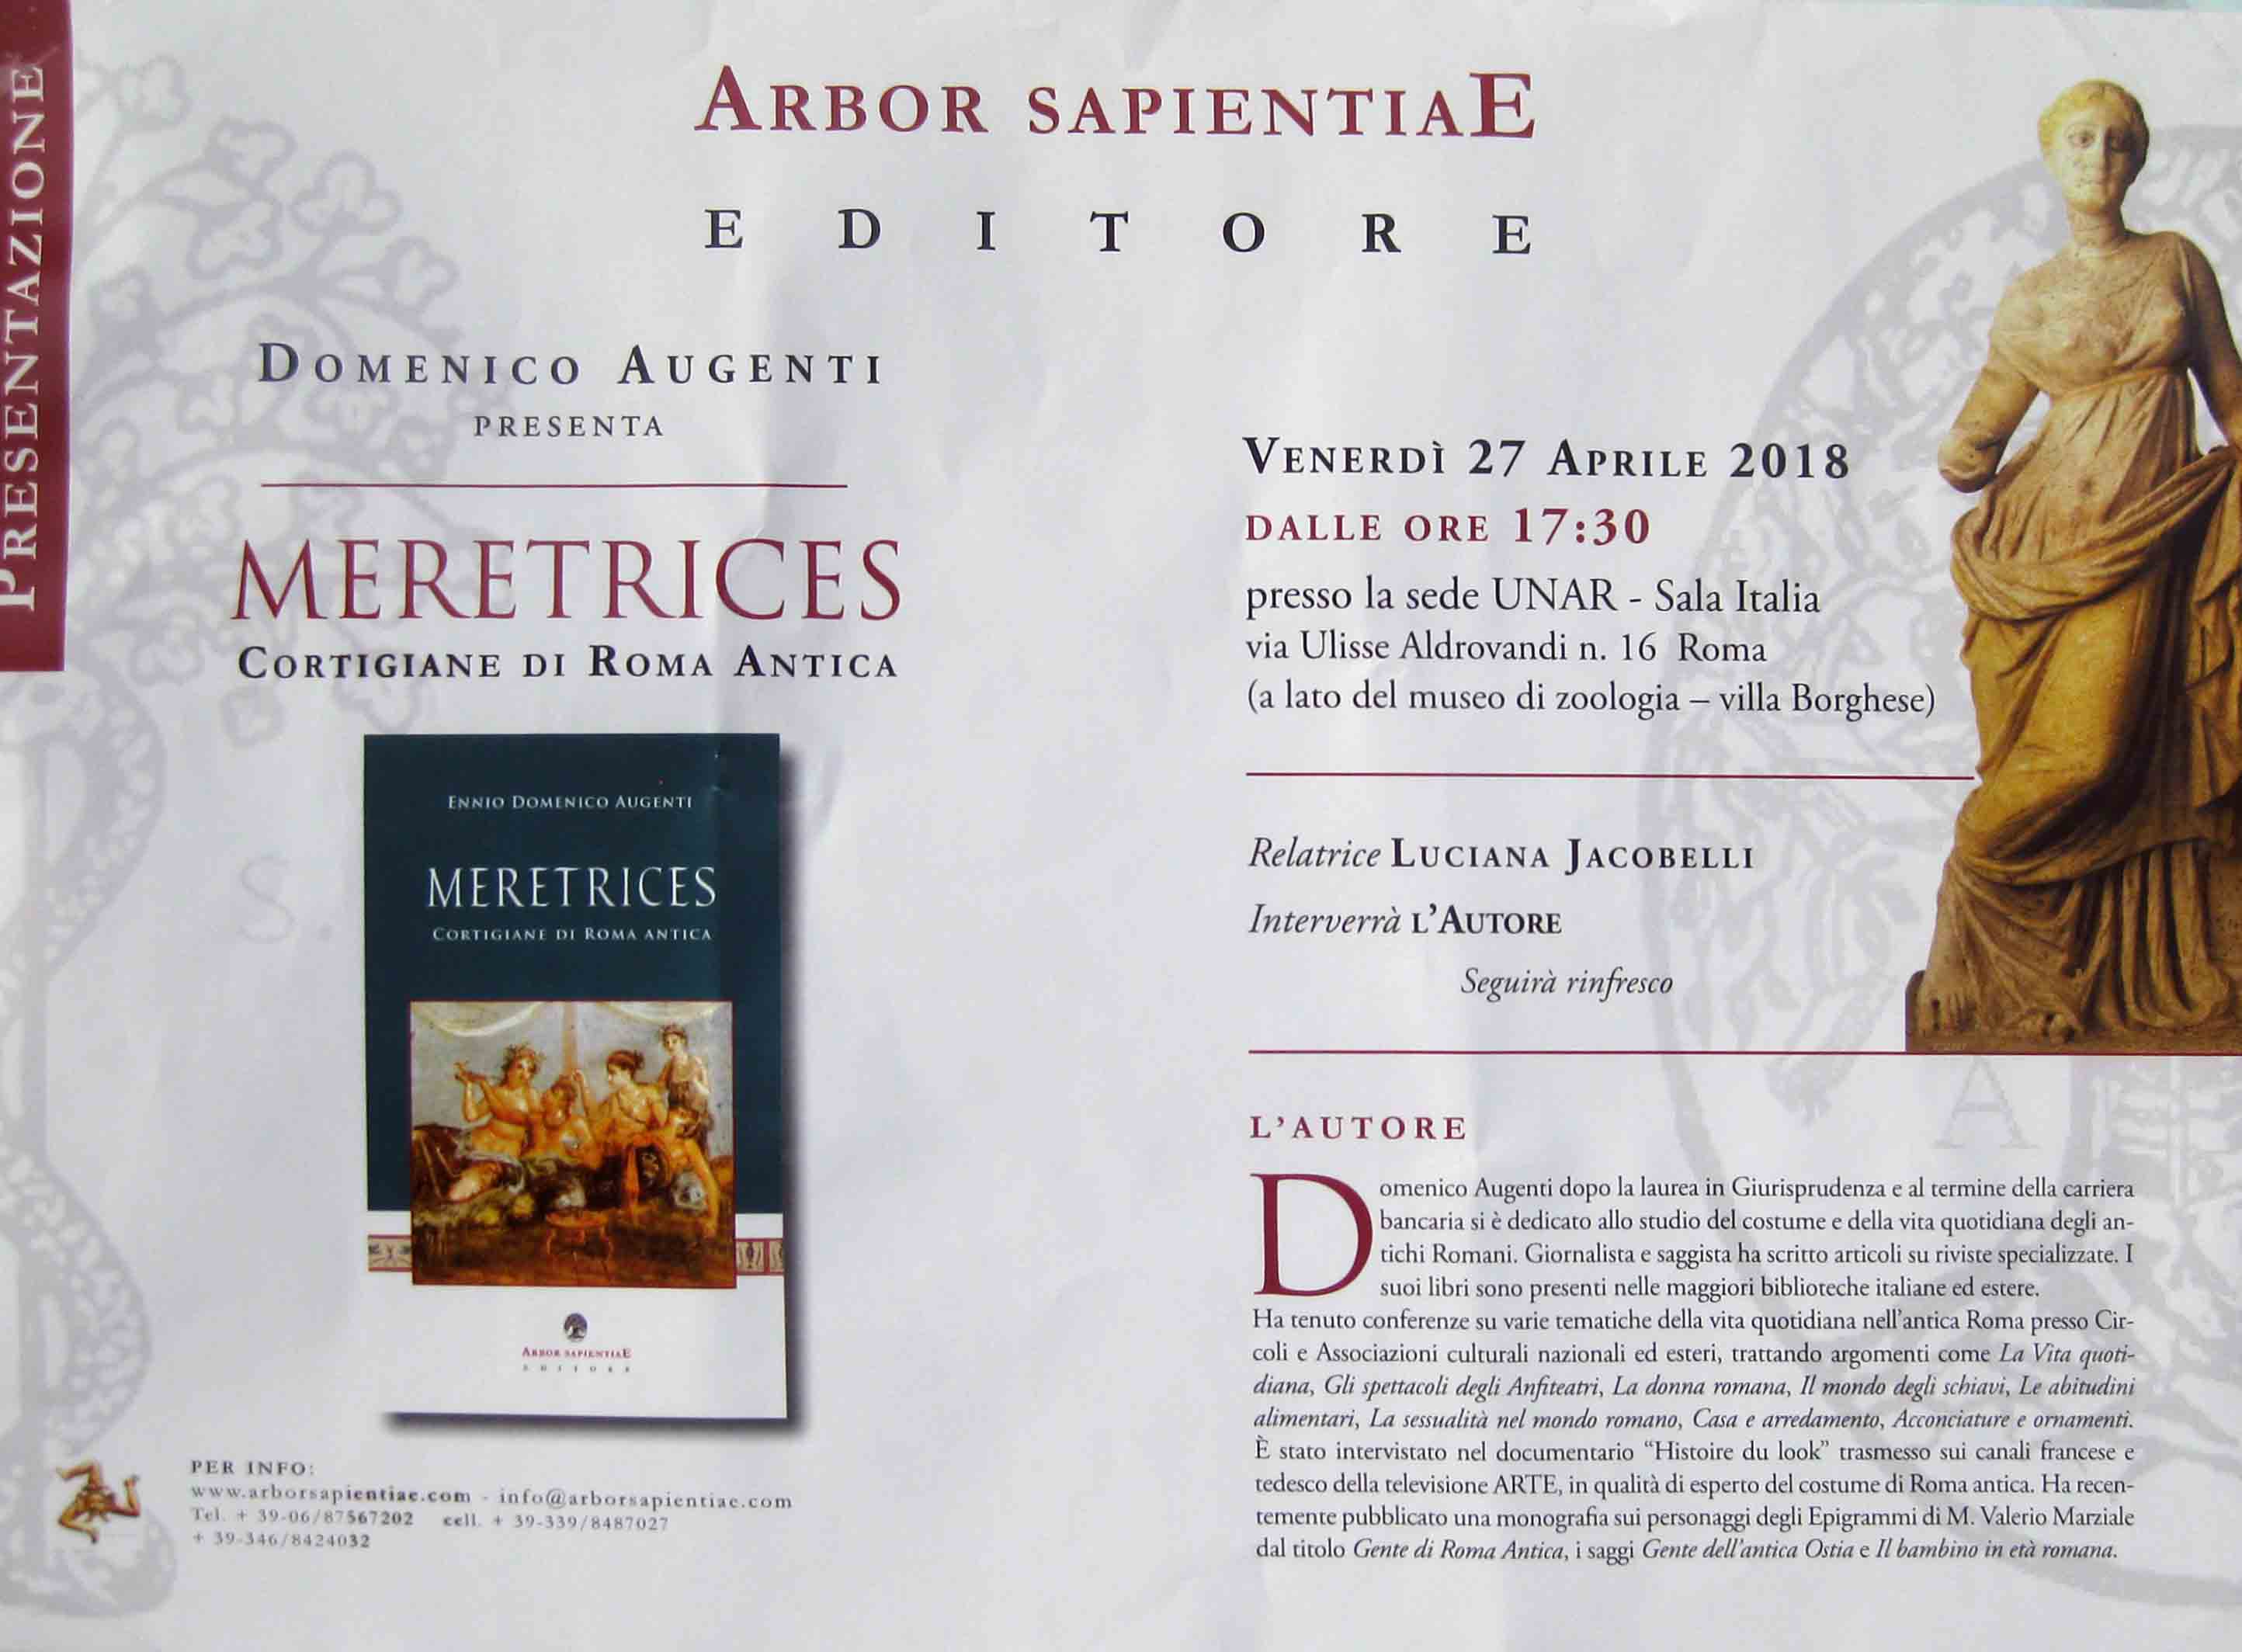 PRESENTAZIONE
ARBOR SAPIENTIAE
EDITORE
DOMENICO AUGENTI
PRESENTA
MERETRICES
CORTIGIANE DI ROMA ANTICA
ENNIO DOMENICO AUGENTI
MERETRICES
CORTIGIANE DI ROMA ANTICA
ARBOR SAPIENTIAE
EDITORE
PER INFO:
www.arborsapientiae.com - info@arborsapientiae.com
Tel. + 39-06/87567202 cell. + 39-339/8487027
+ 39-346/8424032
VENERDÌ 27 APRILE 2018
DALLE ORE 17:30
presso la sede UNAR - Sala Italia
via Ulisse Aldrovandi n. 16 Roma
(a lato del museo di zoologia – villa Borghese)
Relatrice LUCIANA JACOBELLI
Interverrà L'AUTORE
Seguirà rinfresco
L'AUTORE
Domenico Augenti dopo la laurea in Giurisprudenza e al termine della carriera
bancaria si è dedicato allo studio del costume e della vita quotidiana degli an-
tichi Romani. Giornalista e saggista ha scritto articoli su riviste specializzate. I
suoi libri sono presenti nelle maggiori biblioteche italiane ed estere.
Ha tenuto conferenze su varie tematiche della vita quotidiana nell'antica Roma presso Cir-
coli e Associazioni culturali nazionali ed esteri, trattando argomenti come La Vita quoti-
diana, Gli spettacoli degli Anfiteatri, La donna romana, Il mondo degli schiavi, Le abitudini
alimentari, La sessualità nel mondo romano, Casa e arredamento, Acconciature e ornamenti.
È stato intervistato nel documentario “Histoire du look” trasmesso sui canali francese e
tedesco della televisione ARTE, in qualità di esperto del costume di Roma antica. Ha recen-
temente pubblicato una monografia sui personaggi degli Epigrammi di M. Valerio Marziale
dal titolo Gente di Roma Antica, i saggi Gente dell'antica Ostia e Il bambino in età romana.
S.
A